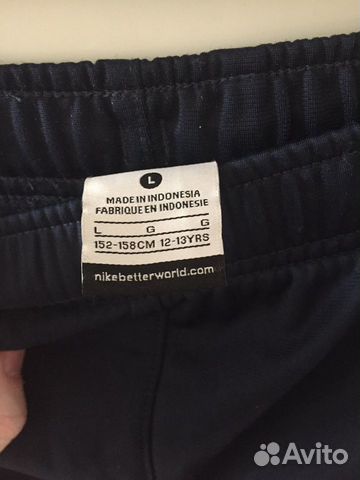 L
MADE IN INDONESIA
FABRIQUE EN INDONESIE
L G G
152-158CM 12-13YRS
nikebetterworld.com
Avito